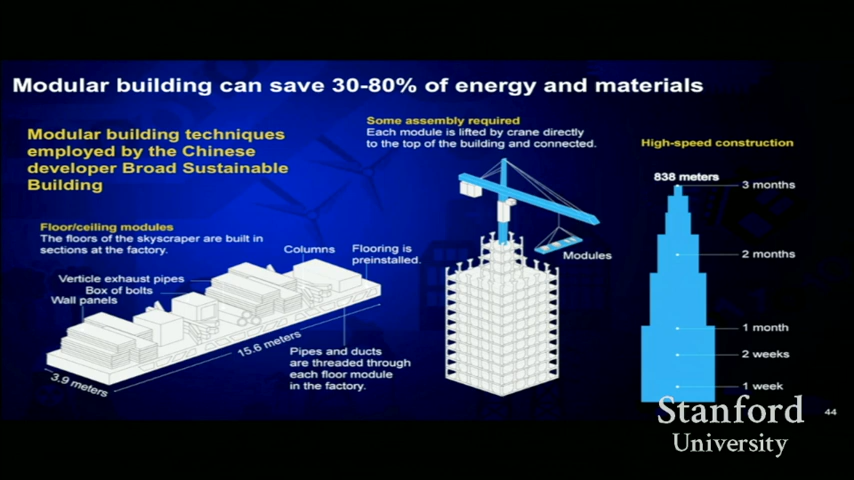 Modular building can save 30-80% of energy and materials
Modular building techniques
employed by the Chinese
developer Broad Sustainable
Building
Floor/ceiling modules
The floors of the skyscraper are built in
sections at the factory.
Verticle exhaust pipes
Box of bolts
Wall panels
Columns
Flooring is
preinstalled.
3.9 meters
15.6 meters
Pipes and ducts
are threaded through
each floor module
in the factory.
Some assembly required
Each module is lifted by crane directly
to the top of the building and connected.
Modules
High-speed construction
838 meters
3 months
2 months
1 month
2 weeks
1 week
Stanford
University
44